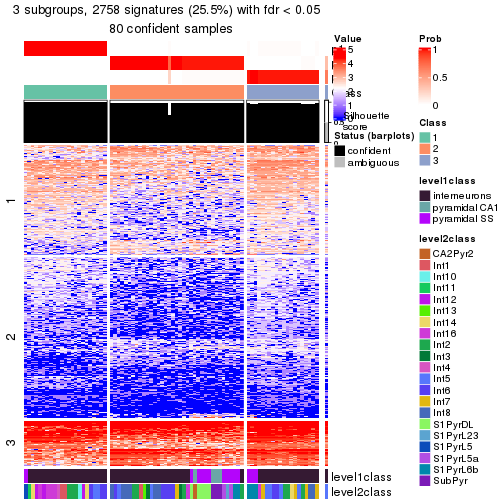 3 subgroups, 2758 signatures (25.5%) with fdr < 0.05
80 confident samples
1
2
3
level1class
level2class
Value
5
4
3
2
1
0
Silhouette
score
Status (barplots)
confident
ambiguous
Prob
1
0.5
0
Class
1
2
3
level1class
interneurons
pyramidal CA1
pyramidal SS
level2class
CA2Pyr2
Int1
Int10
Int11
Int12
Int13
Int14
Int16
Int2
Int3
Int4
Int5
Int6
Int7
Int8
S1PyrDL
S1PyrL23
S1PyrL5
S1PyrL5a
S1PyrL6b
SubPyr